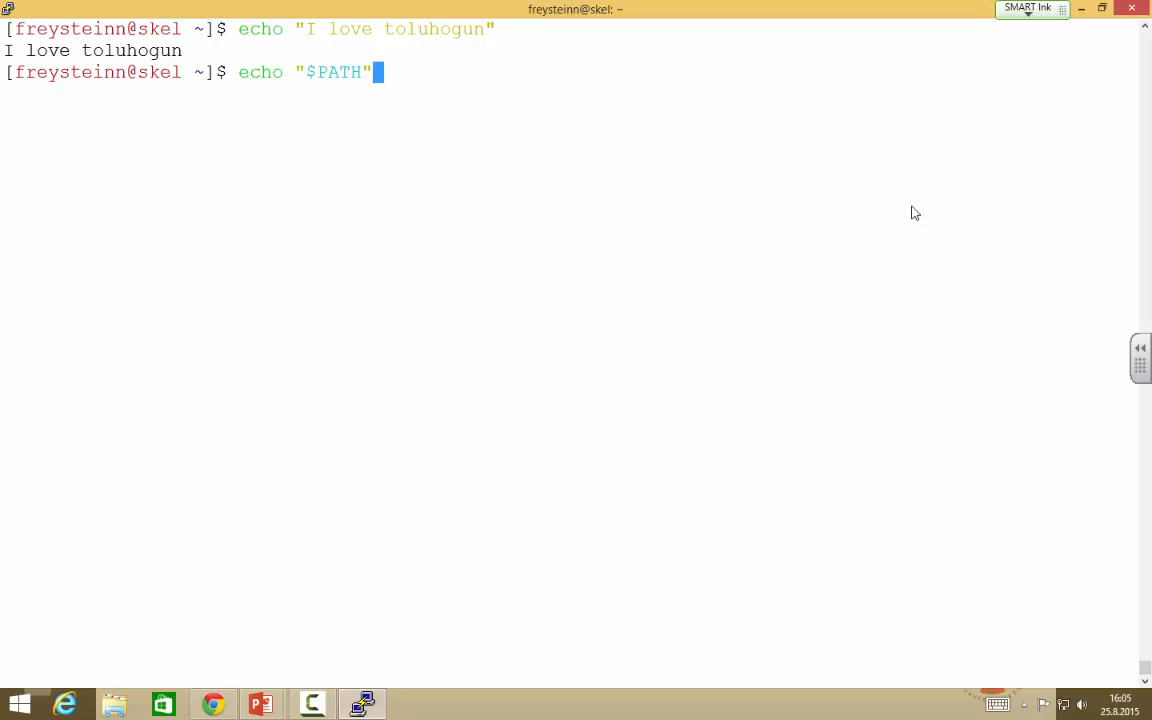 freysteinn@skel: ~
SMART Ink
[freysteinn@skel ~]$ echo "I love toluhogun"
I love toluhogun
[freysteinn@skel ~]$ echo "$PATH"
16:05
25.8.2015